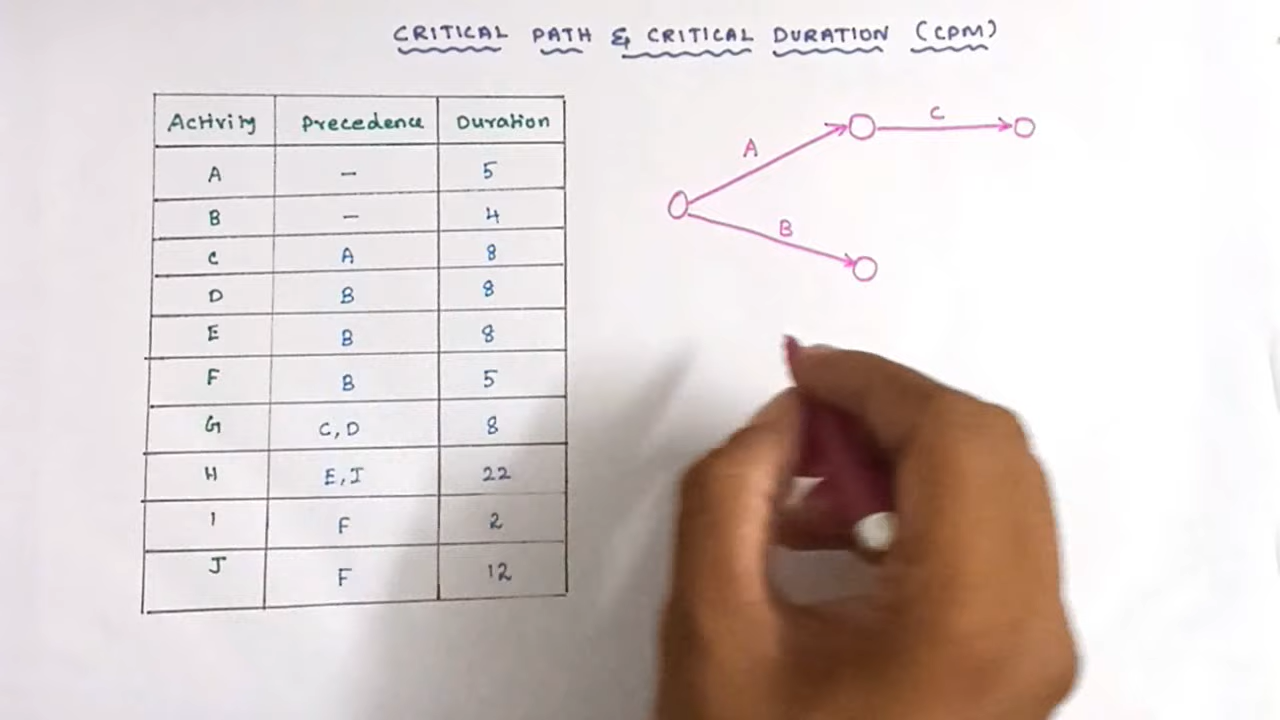 CRITICAL PATH & CRITICAL DURATION (CPM)
Activity Precedence Duration
A - 5
B - 4
C A 8
D B 8
E B 8
F B 5
G C, D 8
H E, I 22
I F 2
J F 12
A
C
B